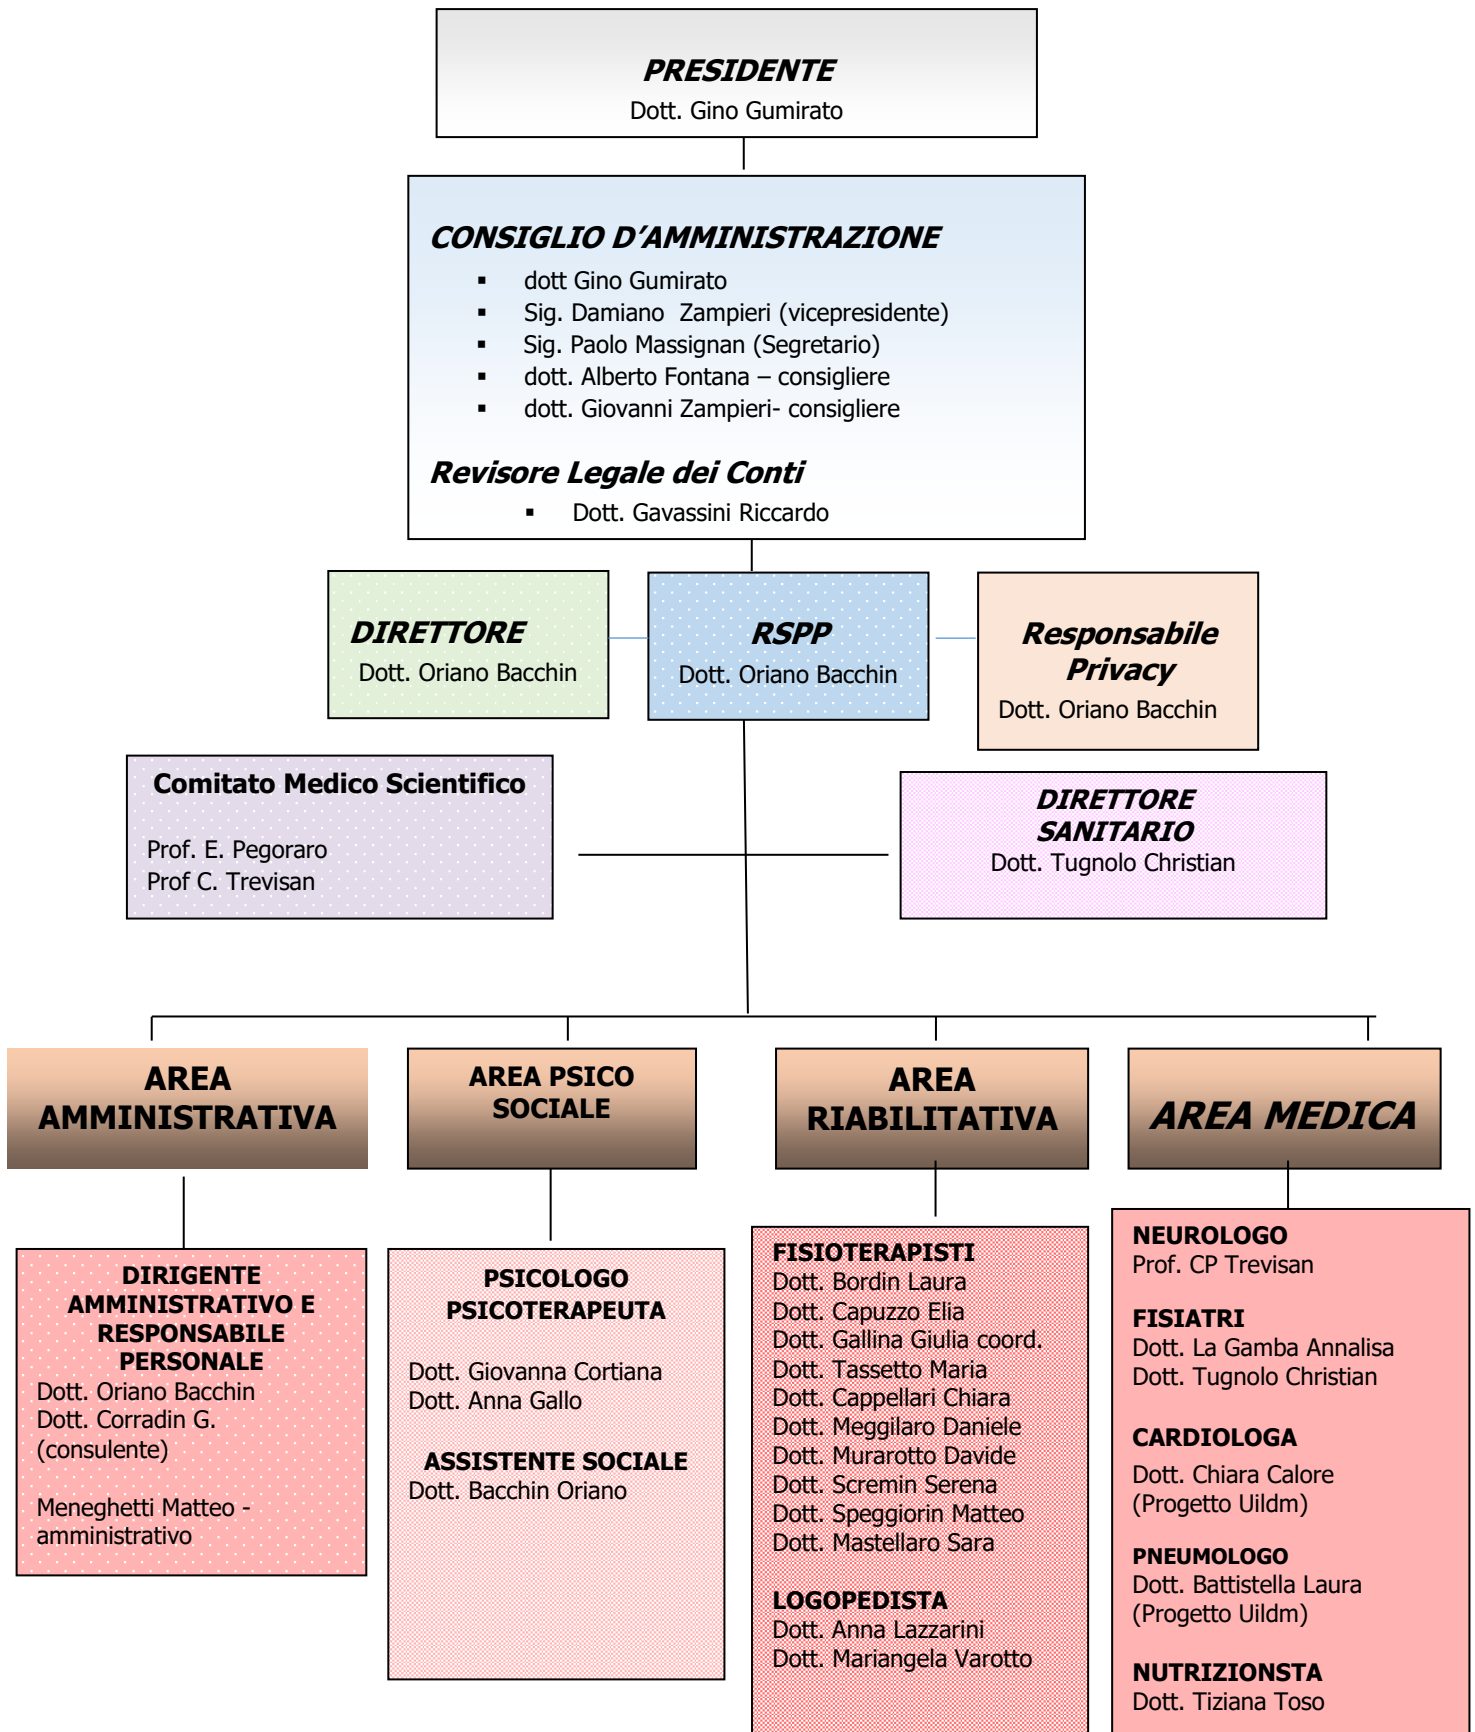 PRESIDENTE
Dott. Gino Gumirato
CONSIGLIO D’AMMINISTRAZIONE
▪ dott Gino Gumirato
▪ Sig. Damiano Zampieri (vicepresidente)
▪ Sig. Paolo Massignan (Segretario)
▪ dott. Alberto Fontana – consigliere
▪ dott. Giovanni Zampieri- consigliere
Revisore Legale dei Conti
▪ Dott. Gavassini Riccardo
DIRETTORE
Dott. Oriano Bacchin
RSPP
Dott. Oriano Bacchin
Responsabile
Privacy
Dott. Oriano Bacchin
Comitato Medico Scientifico
Prof. E. Pegoraro
Prof C. Trevisan
DIRETTORE
SANITARIO
Dott. Tugnolo Christian
AREA
AMMINISTRATIVA
AREA PSICO
SOCIALE
AREA
RIABILITATIVA
AREA MEDICA
DIRIGENTE
AMMINISTRATIVO E
RESPONSABILE
PERSONALE
Dott. Oriano Bacchin
Dott. Corradin G.
(consulente)
Meneghetti Matteo -
amministrativo
PSICOLOGO
PSICOTERAPEUTA
Dott. Giovanna Cortiana
Dott. Anna Gallo
ASSISTENTE SOCIALE
Dott. Bacchin Oriano
FISIOTERAPISTI
Dott. Bordin Laura
Dott. Capuzzo Elia
Dott. Gallina Giulia coord.
Dott. Tassetto Maria
Dott. Cappellari Chiara
Dott. Meggilaro Daniele
Dott. Murarotto Davide
Dott. Scremin Serena
Dott. Speggiorin Matteo
Dott. Mastellaro Sara
LOGOPEDISTA
Dott. Anna Lazzarini
Dott. Mariangela Varotto
NEUROLOGO
Prof. CP Trevisan
FISIATRI
Dott. La Gamba Annalisa
Dott. Tugnolo Christian
CARDIOLOGA
Dott. Chiara Calore
(Progetto Uildm)
PNEUMOLOGO
Dott. Battistella Laura
(Progetto Uildm)
NUTRIZIONSTA
Dott. Tiziana Toso